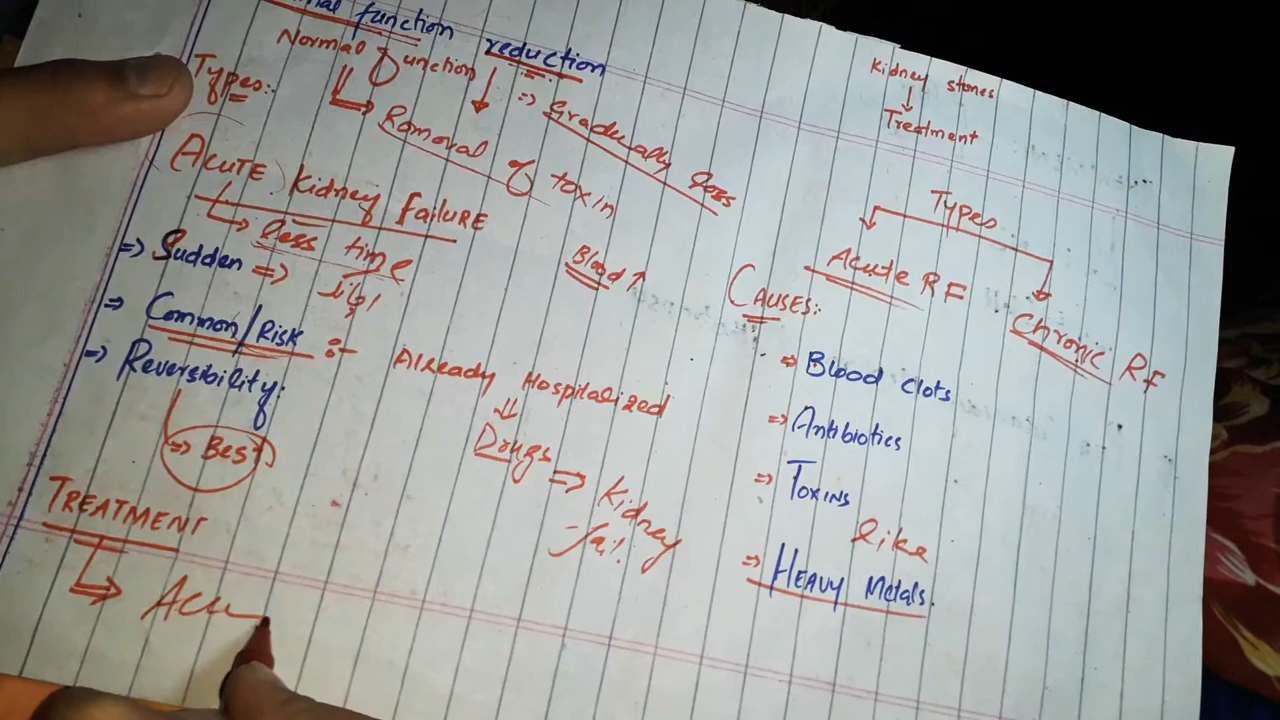 function reduction
Normal function
=> Gradually loss
Removal of toxin
Types:-
(ACUTE) Kidney FAILURE
less time
=> Sudden =>
Blood ↑
=> Common/Risk :-
Already Hospitalized
Drugs => Kidney
fail
=> Reversibility:
=> Best
TREATMENT
Acu
Kidney stones
Treatment
Types
Acute RF
Chronic RF
CAUSES:
=> Blood clots
=> Antibiotics
=> Toxins
like
=> HEAVY Metals.